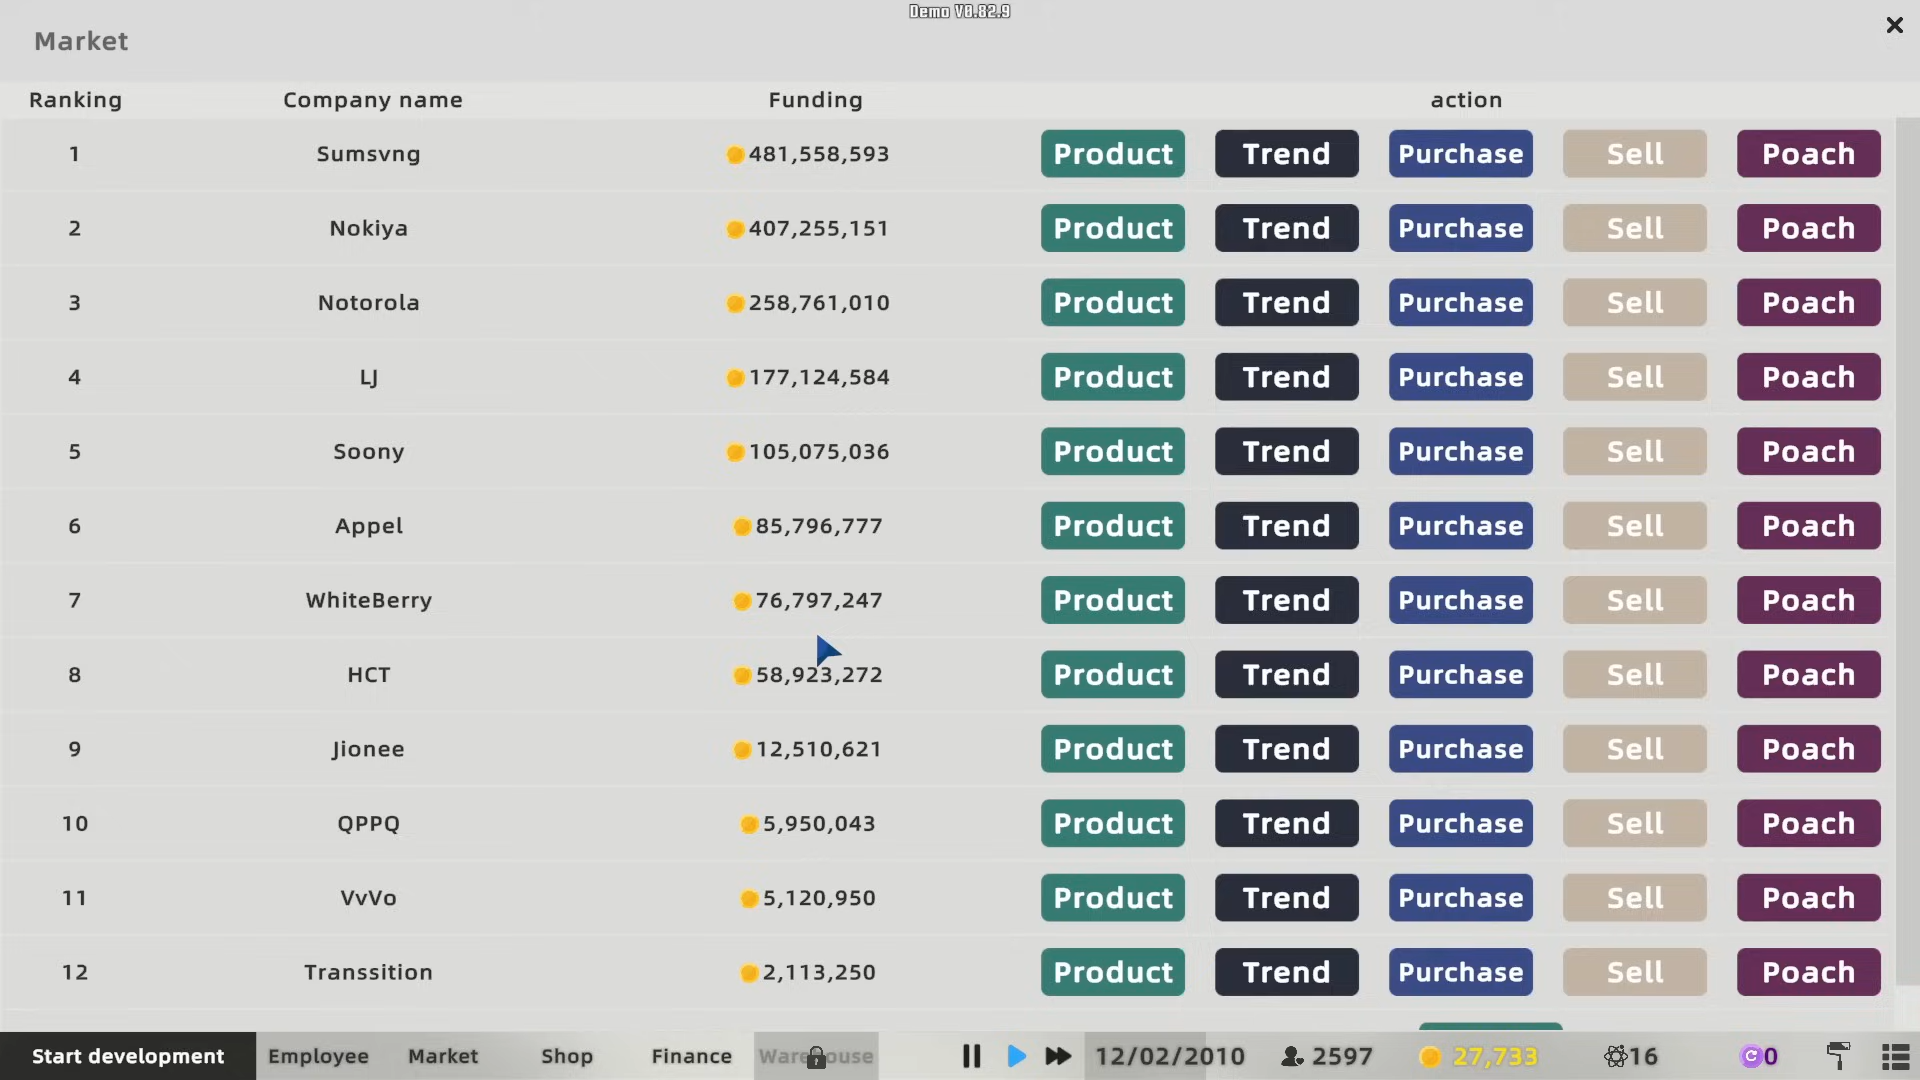 Demo V0.82.9
Market
Ranking Company name Funding action
1 Sumsvng 481,558,593 Product Trend Purchase Sell Poach
2 Nokiya 407,255,151 Product Trend Purchase Sell Poach
3 Notorola 258,761,010 Product Trend Purchase Sell Poach
4 LJ 177,124,584 Product Trend Purchase Sell Poach
5 Soony 105,075,036 Product Trend Purchase Sell Poach
6 Appel 85,796,777 Product Trend Purchase Sell Poach
7 WhiteBerry 76,797,247 Product Trend Purchase Sell Poach
8 HCT 58,923,272 Product Trend Purchase Sell Poach
9 Jionee 12,510,621 Product Trend Purchase Sell Poach
10 QPPQ 5,950,043 Product Trend Purchase Sell Poach
11 VvVo 5,120,950 Product Trend Purchase Sell Poach
12 Transsition 2,113,250 Product Trend Purchase Sell Poach
Start development Employee Market Shop Finance Warehouse 12/02/2010 2597 27,733 16 0